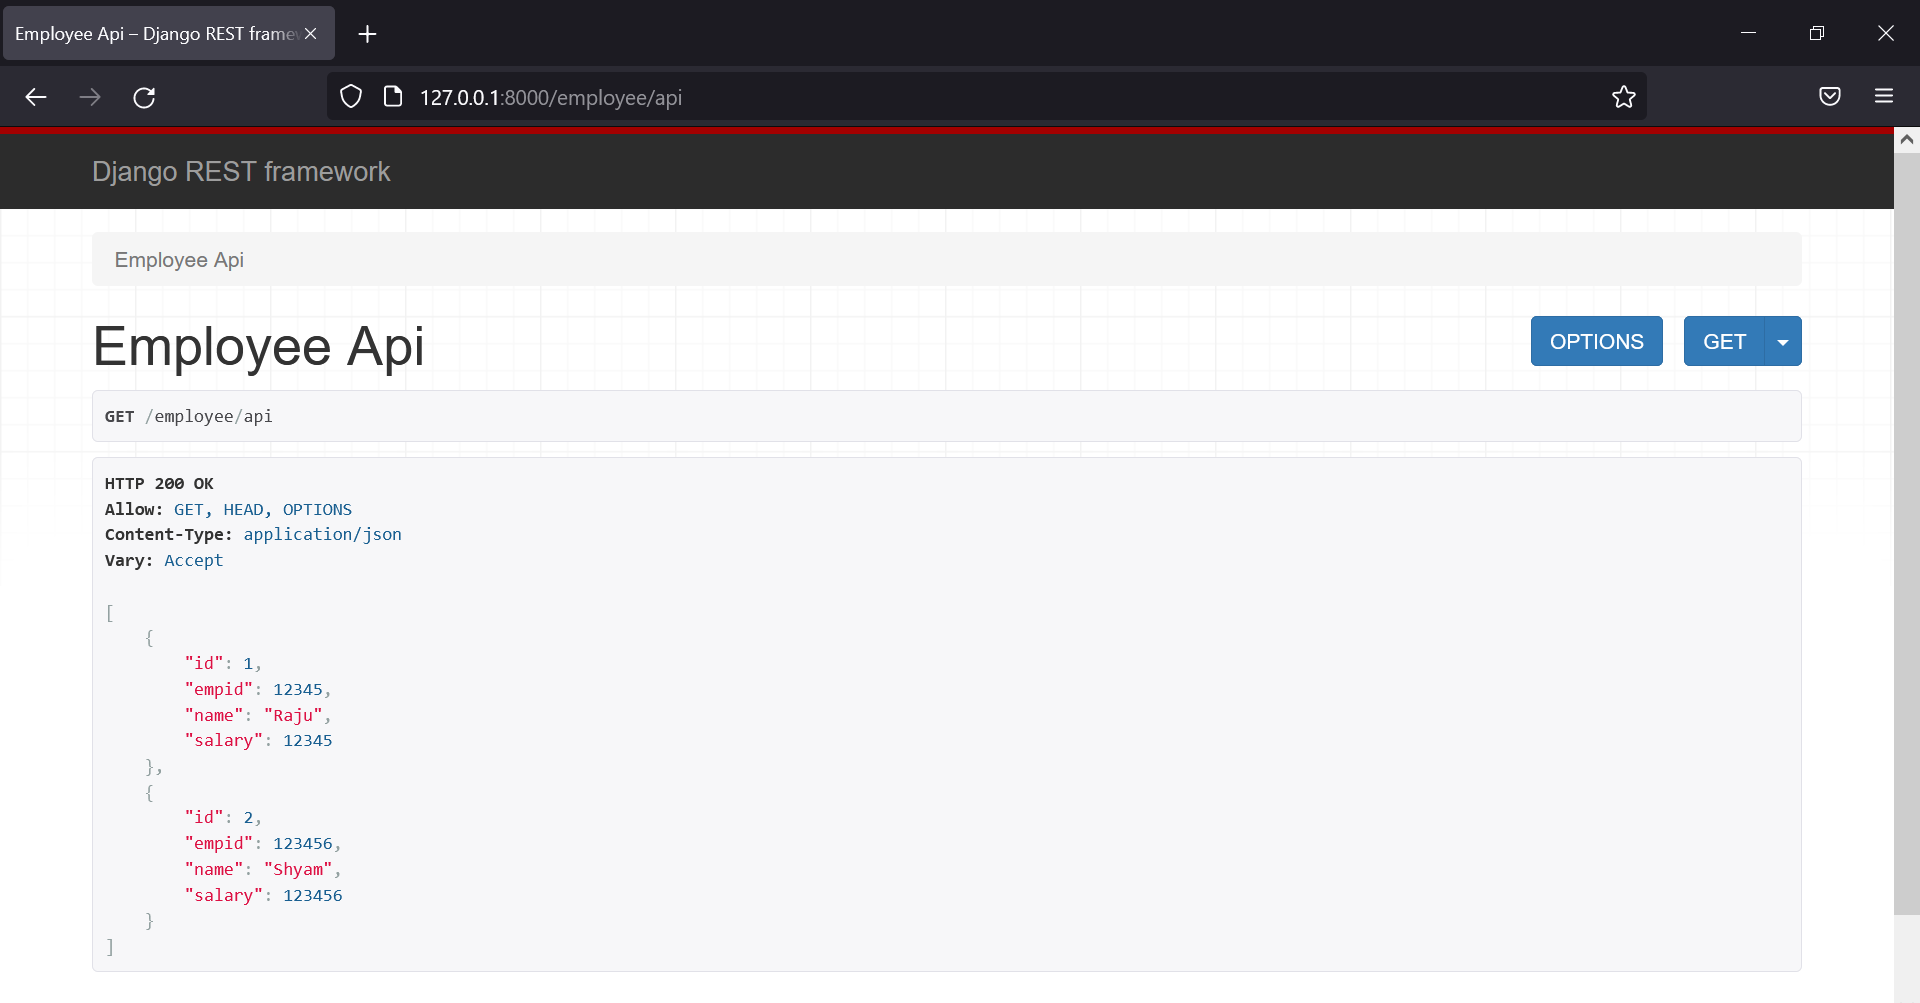 Employee Api – Django REST frame
127.0.0.1:8000/employee/api
Django REST framework
Employee Api
Employee Api
OPTIONS
GET
GET /employee/api
HTTP 200 OK
Allow: GET, HEAD, OPTIONS
Content-Type: application/json
Vary: Accept
[
    {
        "id": 1,
        "empid": 12345,
        "name": "Raju",
        "salary": 12345
    },
    {
        "id": 2,
        "empid": 123456,
        "name": "Shyam",
        "salary": 123456
    }
]